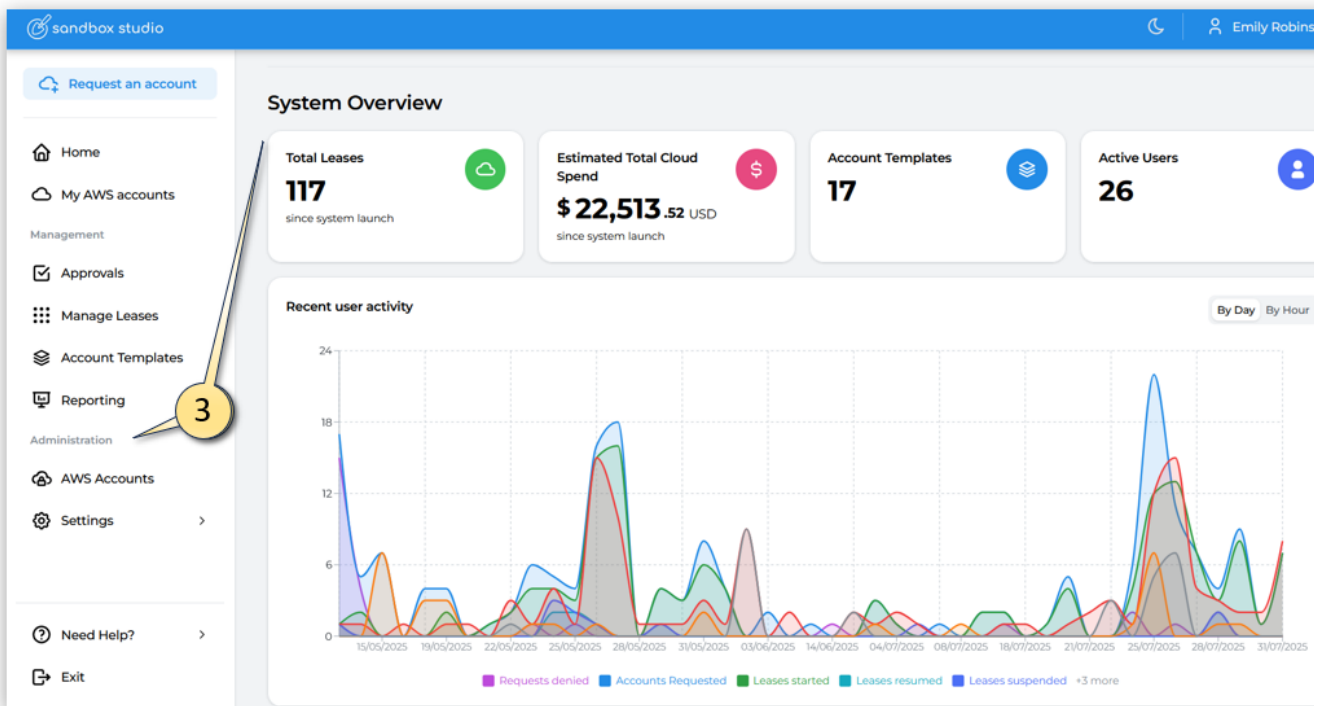 sandbox studio
Emily Robins
Request an account
Home
My AWS accounts
Management
Approvals
Manage Leases
Account Templates
Reporting
Administration
AWS Accounts
Settings
Need Help?
Exit
3
System Overview
Total Leases
117
since system launch
Estimated Total Cloud
Spend
$ 22,513.52 USD
since system launch
Account Templates
17
Active Users
26
Recent user activity
By Day By Hour
24
18
12
6
0
15/05/2025 19/05/2025 22/05/2025 25/05/2025 28/05/2025 31/05/2025 03/06/2025 14/06/2025 04/07/2025 08/07/2025 18/07/2025 21/07/2025 25/07/2025 28/07/2025 31/07/2025
Requests denied Accounts Requested Leases started Leases resumed Leases suspended +3 more